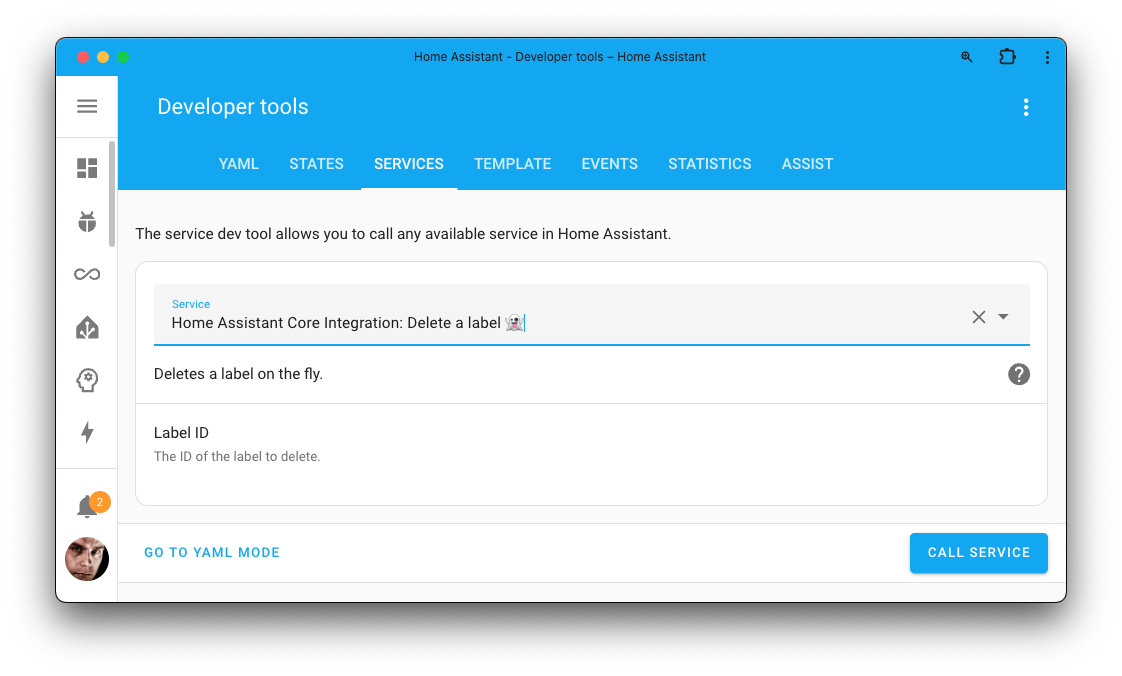 Home Assistant - Developer tools – Home Assistant
Developer tools
YAML STATES SERVICES TEMPLATE EVENTS STATISTICS ASSIST
The service dev tool allows you to call any available service in Home Assistant.
Service
Home Assistant Core Integration: Delete a label 👻
Deletes a label on the fly.
Label ID
The ID of the label to delete.
2
GO TO YAML MODE CALL SERVICE